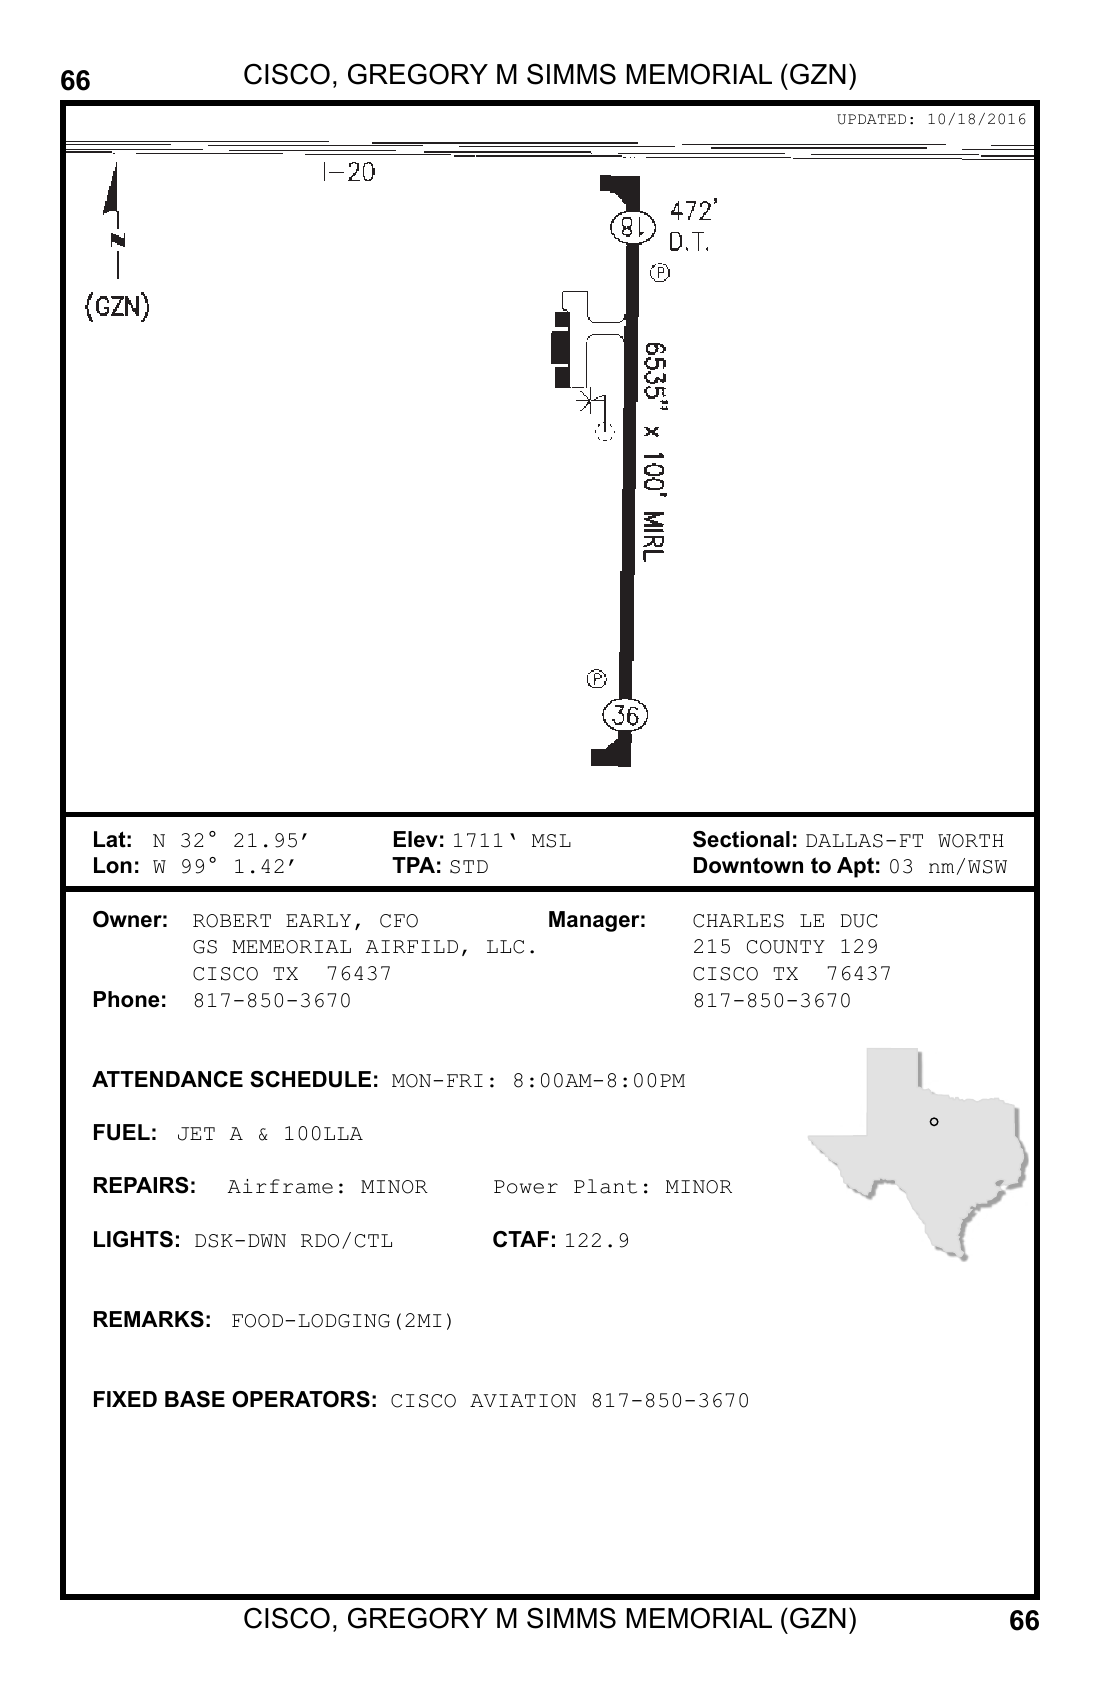 66
CISCO, GREGORY M SIMMS MEMORIAL (GZN)
UPDATED: 10/18/2016
I-20
472'
D.T.
18
P
N
(GZN)
6535" x 100' MIRL
P
36
Lat: N 32° 21.95′ Elev: 1711‘ MSL Sectional: DALLAS-FT WORTH
Lon: W 99° 1.42′ TPA: STD Downtown to Apt: 03 nm/WSW
Owner: ROBERT EARLY, CFO Manager: CHARLES LE DUC
GS MEMEORIAL AIRFILD, LLC. 215 COUNTY 129
CISCO TX 76437 CISCO TX 76437
Phone: 817-850-3670 817-850-3670
ATTENDANCE SCHEDULE: MON-FRI: 8:00AM-8:00PM
FUEL: JET A & 100LLA
REPAIRS: Airframe: MINOR Power Plant: MINOR
LIGHTS: DSK-DWN RDO/CTL CTAF: 122.9
REMARKS: FOOD-LODGING(2MI)
FIXED BASE OPERATORS: CISCO AVIATION 817-850-3670
CISCO, GREGORY M SIMMS MEMORIAL (GZN)
66